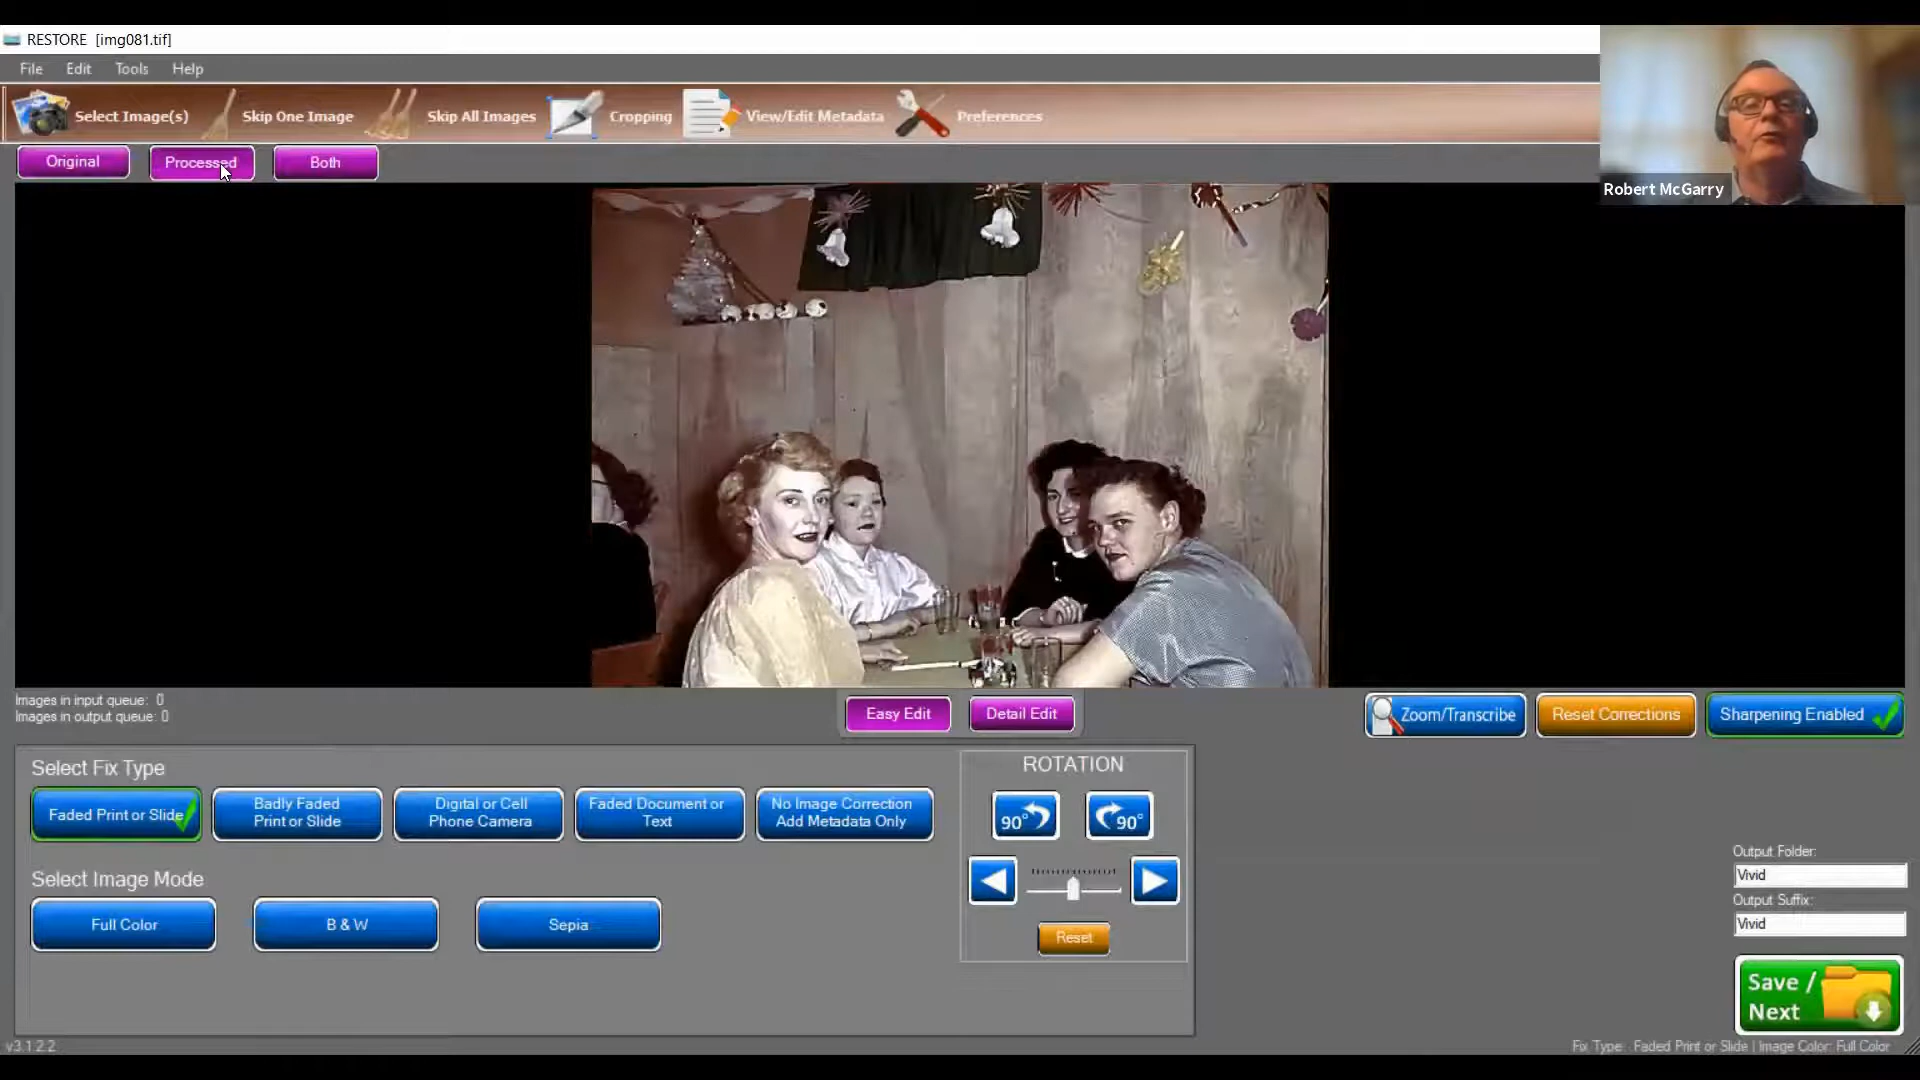 RESTORE [img081.tif]
File Edit Tools Help
Select Image(s) Skip One Image Skip All Images Cropping View/Edit Metadata Preferences
Original Processed Both
Robert McGarry
Images in input queue: 0
Images in output queue: 0
Easy Edit Detail Edit Zoom/Transcribe Reset Corrections Sharpening Enabled
Select Fix Type
Faded Print or Slide
Badly Faded
Print or Slide
Digital or Cell
Phone Camera
Faded Document or
Text
No Image Correction
Add Metadata Only
Select Image Mode
Full Color B & W Sepia
ROTATION
90° 90°
Reset
Output Folder:
Vivid
Output Suffix:
Vivid
Save /
Next
v3.1.2.2
Fix Type: Faded Print or Slide | Image Color: Full Color